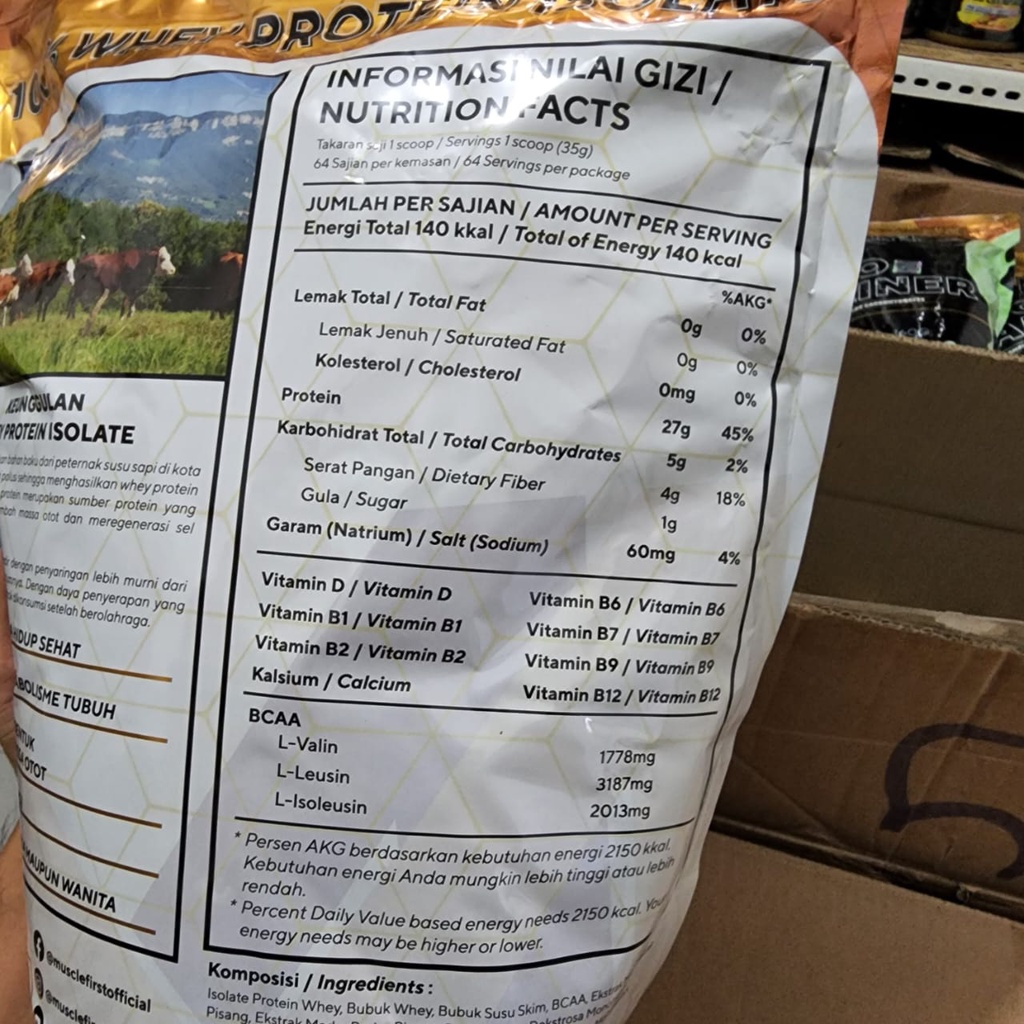 WHEY PROTEIN ISOLA
INFORMASI NILAI GIZI /
NUTRITION FACTS
Takaran saji 1 scoop / Servings 1 scoop (35g)
64 Sajian per kemasan / 64 Servings per package
JUMLAH PER SAJIAN / AMOUNT PER SERVING
Energi Total 140 kkal / Total of Energy 140 kcal
%AKG*
Lemak Total / Total Fat 0g 0%
Lemak Jenuh / Saturated Fat 0g 0%
Kolesterol / Cholesterol 0mg 0%
Protein 27g 45%
Karbohidrat Total / Total Carbohydrates 5g 2%
Serat Pangan / Dietary Fiber 4g 18%
Gula / Sugar 1g
Garam (Natrium) / Salt (Sodium) 60mg 4%
Vitamin D / Vitamin D Vitamin B6 / Vitamin B6
Vitamin B1 / Vitamin B1 Vitamin B7 / Vitamin B7
Vitamin B2 / Vitamin B2 Vitamin B9 / Vitamin B9
Kalsium / Calcium Vitamin B12 / Vitamin B12
BCAA
L-Valin 1778mg
L-Leusin 3187mg
L-Isoleusin 2013mg
* Persen AKG berdasarkan kebutuhan energi 2150 kkal.
Kebutuhan energi Anda mungkin lebih tinggi atau lebih
rendah.
* Percent Daily Value based energy needs 2150 kcal. Your
energy needs may be higher or lower.
Komposisi / Ingredients :
Isolate Protein Whey, Bubuk Whey, Bubuk Susu Skim, BCAA,
Pisang, Ekstrak
KEUNGGULAN
PROTEIN ISOLATE
bahan baku dari peternak susu sapi di kota
sehingga menghasilkan whey protein
protein merupakan sumber protein yang
massa otot dan meregenerasi sel
dengan penyaringan lebih murni dari
Dengan daya penyerapan yang
dikonsumsi setelah berolahraga.
HIDUP SEHAT
TUBUH
OTOT
MAUPUN WANITA
@musclefirstofficial
INER